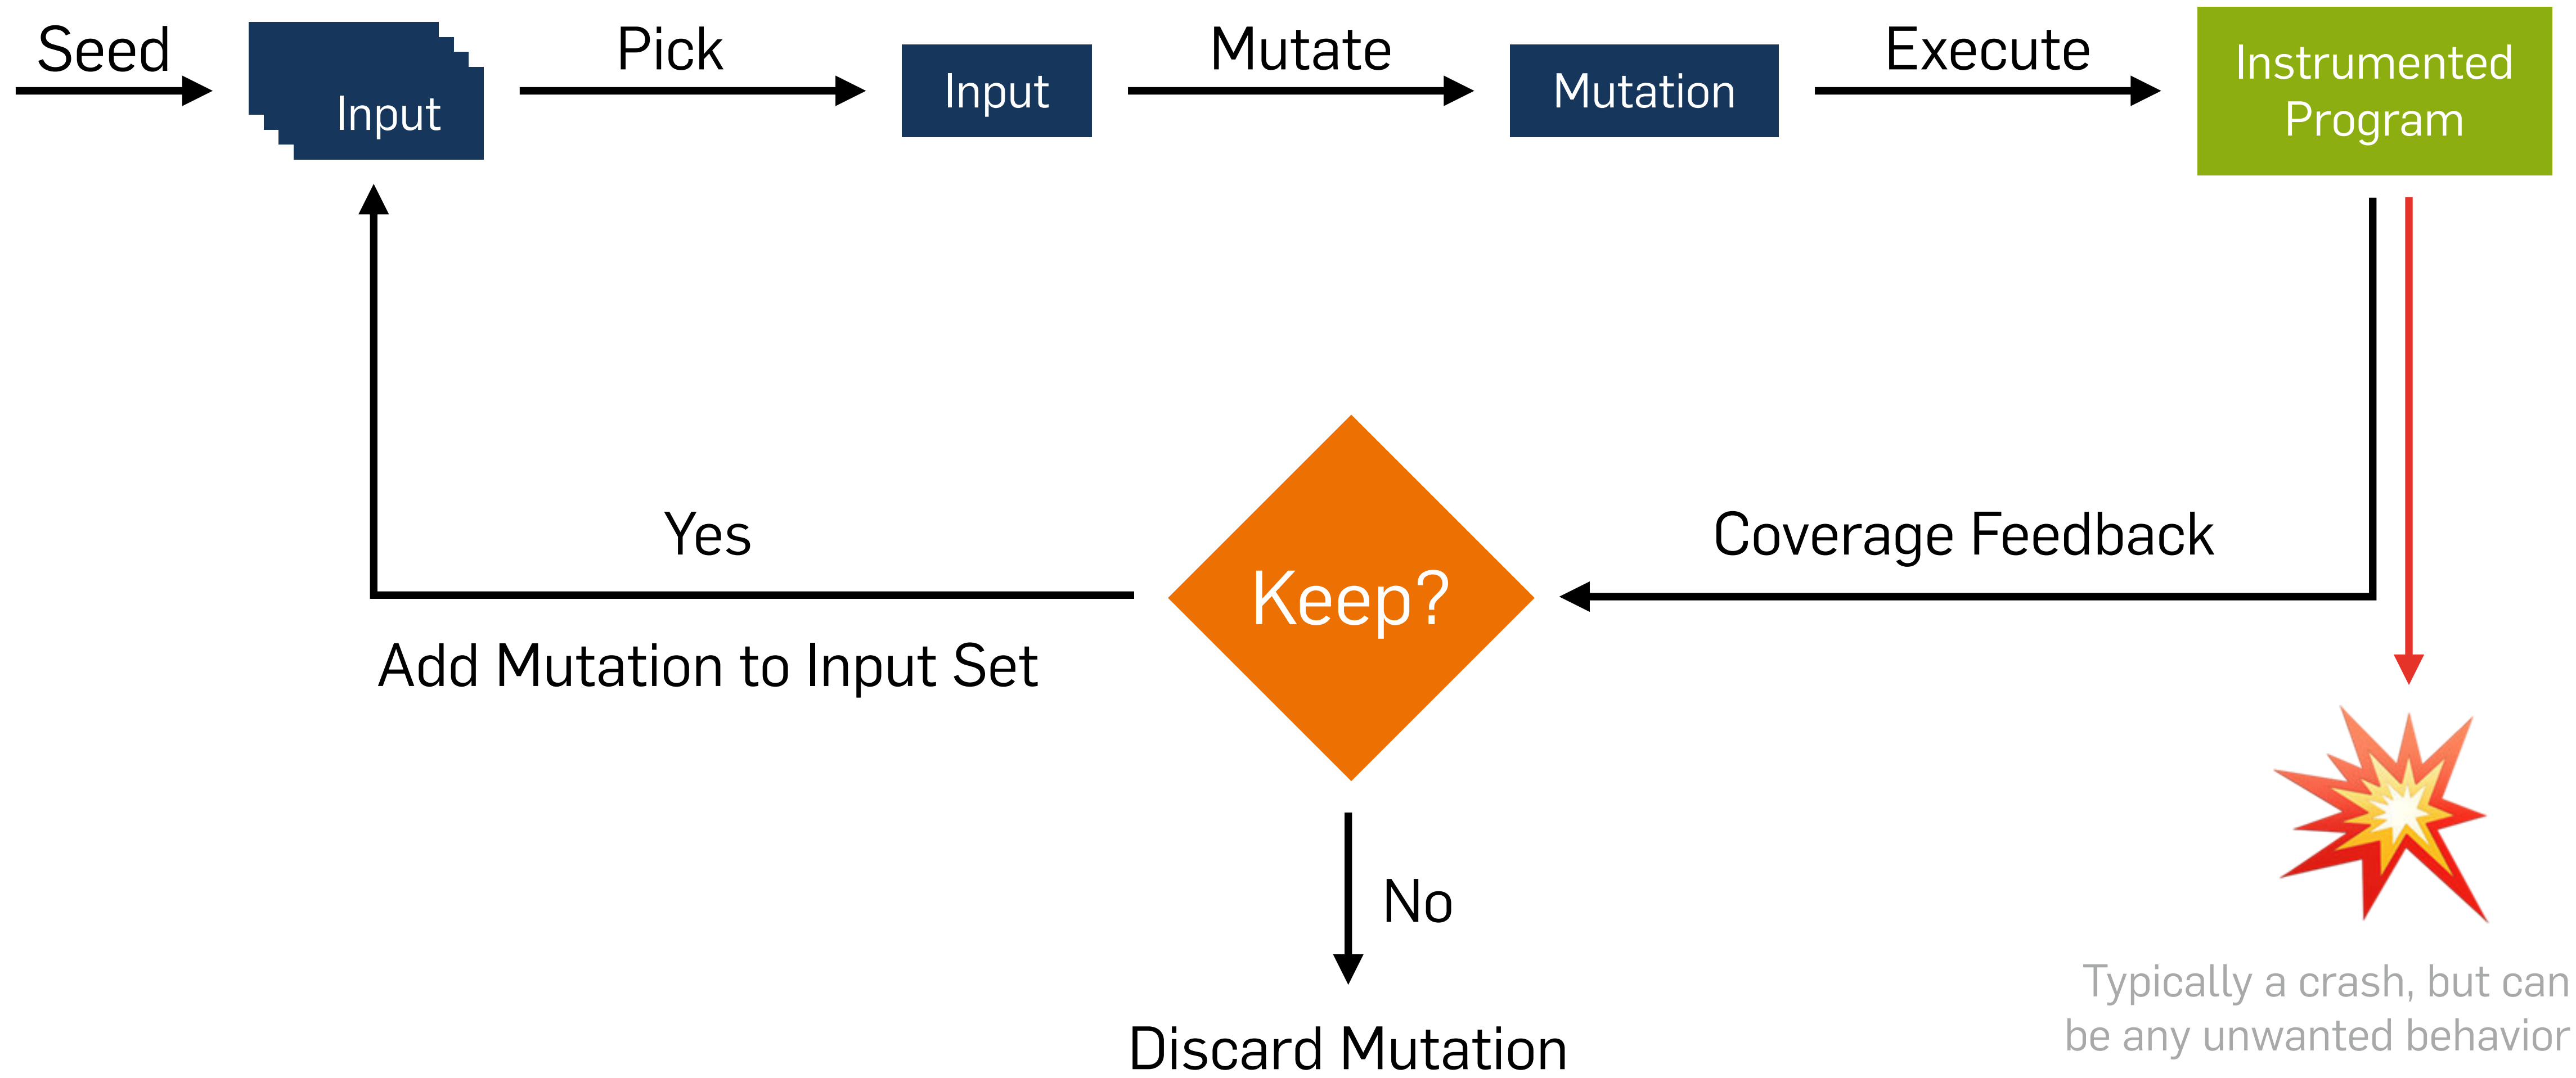 Seed
Input
Pick
Input
Mutate
Mutation
Execute
Instrumented
Program
Yes
Add Mutation to Input Set
Keep?
Coverage Feedback
No
Discard Mutation
Typically a crash, but can
be any unwanted behavior